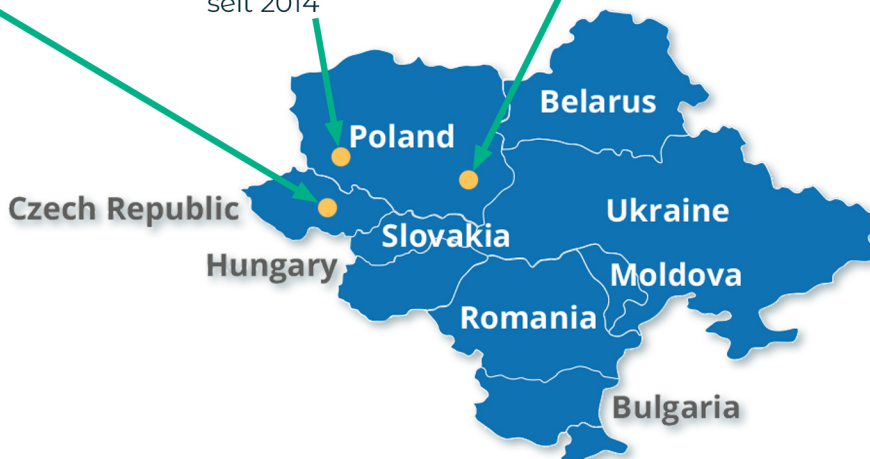 seit 2014
Belarus
Poland
Czech Republic
Ukraine
Slovakia
Hungary
Moldova
Romania
Bulgaria